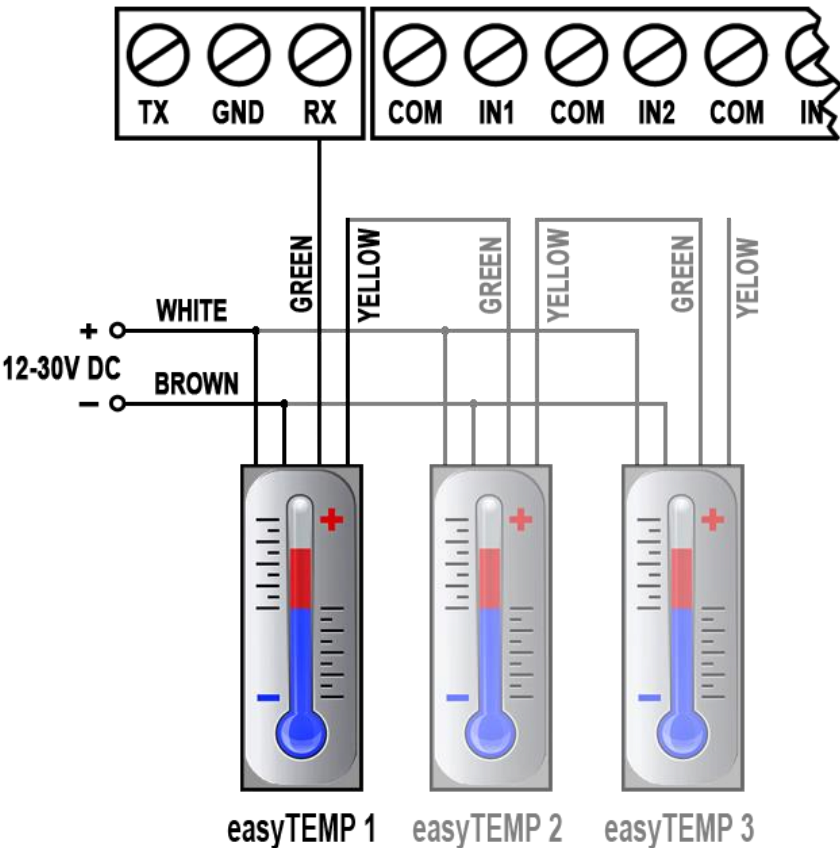 TX GND RX COM IN1 COM IN2 COM IN
GREEN YELLOW GREEN YELLOW GREEN YELOW
WHITE
+
12-30V DC
BROWN
−
+ + +
− − −
easyTEMP 1 easyTEMP 2 easyTEMP 3